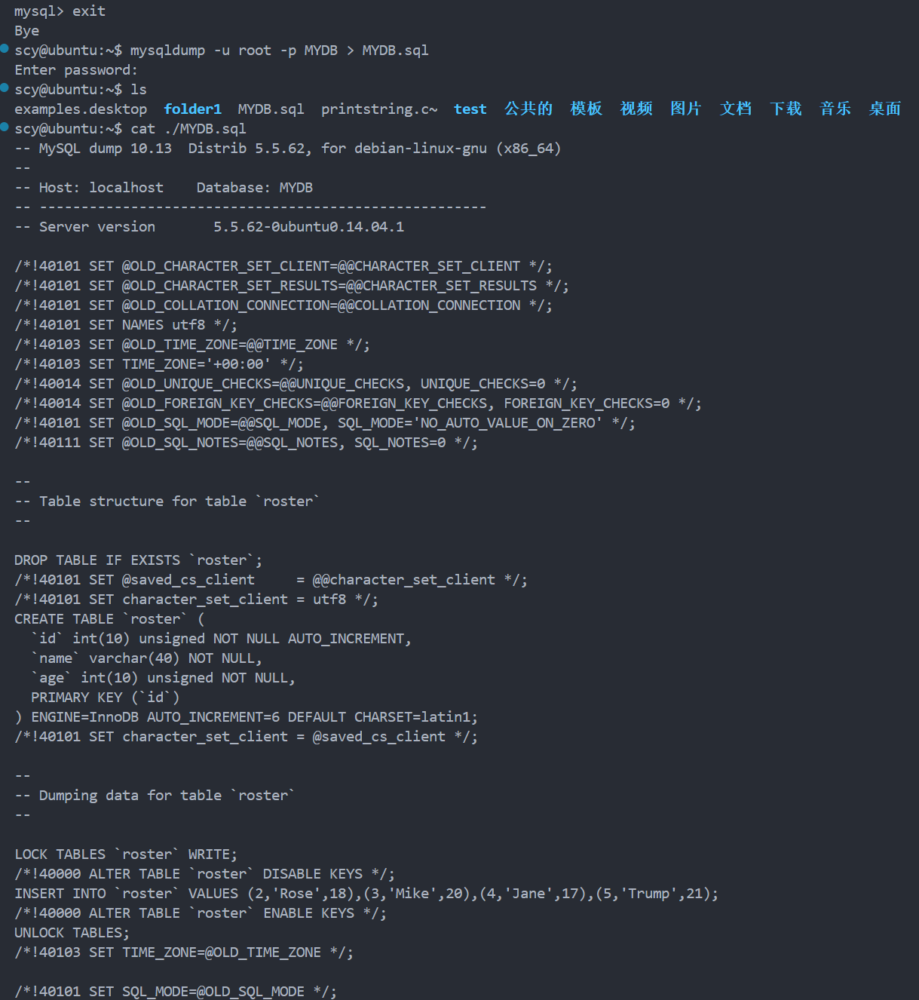 mysql> exit
Bye
scy@ubuntu:~$ mysqldump -u root -p MYDB > MYDB.sql
Enter password:
scy@ubuntu:~$ ls
examples.desktop  folder1  MYDB.sql  printstring.c~  test  公共的  模板  视频  图片  文档  下载  音乐  桌面
scy@ubuntu:~$ cat ./MYDB.sql
-- MySQL dump 10.13  Distrib 5.5.62, for debian-linux-gnu (x86_64)
--
-- Host: localhost    Database: MYDB
-- ------------------------------------------------------
-- Server version       5.5.62-0ubuntu0.14.04.1

/*!40101 SET @OLD_CHARACTER_SET_CLIENT=@@CHARACTER_SET_CLIENT */;
/*!40101 SET @OLD_CHARACTER_SET_RESULTS=@@CHARACTER_SET_RESULTS */;
/*!40101 SET @OLD_COLLATION_CONNECTION=@@COLLATION_CONNECTION */;
/*!40101 SET NAMES utf8 */;
/*!40103 SET @OLD_TIME_ZONE=@@TIME_ZONE */;
/*!40103 SET TIME_ZONE='+00:00' */;
/*!40014 SET @OLD_UNIQUE_CHECKS=@@UNIQUE_CHECKS, UNIQUE_CHECKS=0 */;
/*!40014 SET @OLD_FOREIGN_KEY_CHECKS=@@FOREIGN_KEY_CHECKS, FOREIGN_KEY_CHECKS=0 */;
/*!40101 SET @OLD_SQL_MODE=@@SQL_MODE, SQL_MODE='NO_AUTO_VALUE_ON_ZERO' */;
/*!40111 SET @OLD_SQL_NOTES=@@SQL_NOTES, SQL_NOTES=0 */;

--
-- Table structure for table `roster`
--

DROP TABLE IF EXISTS `roster`;
/*!40101 SET @saved_cs_client     = @@character_set_client */;
/*!40101 SET character_set_client = utf8 */;
CREATE TABLE `roster` (
  `id` int(10) unsigned NOT NULL AUTO_INCREMENT,
  `name` varchar(40) NOT NULL,
  `age` int(10) unsigned NOT NULL,
  PRIMARY KEY (`id`)
) ENGINE=InnoDB AUTO_INCREMENT=6 DEFAULT CHARSET=latin1;
/*!40101 SET character_set_client = @saved_cs_client */;

--
-- Dumping data for table `roster`
--

LOCK TABLES `roster` WRITE;
/*!40000 ALTER TABLE `roster` DISABLE KEYS */;
INSERT INTO `roster` VALUES (2,'Rose',18),(3,'Mike',20),(4,'Jane',17),(5,'Trump',21);
/*!40000 ALTER TABLE `roster` ENABLE KEYS */;
UNLOCK TABLES;
/*!40103 SET TIME_ZONE=@OLD_TIME_ZONE */;

/*!40101 SET SQL_MODE=@OLD_SQL_MODE */;